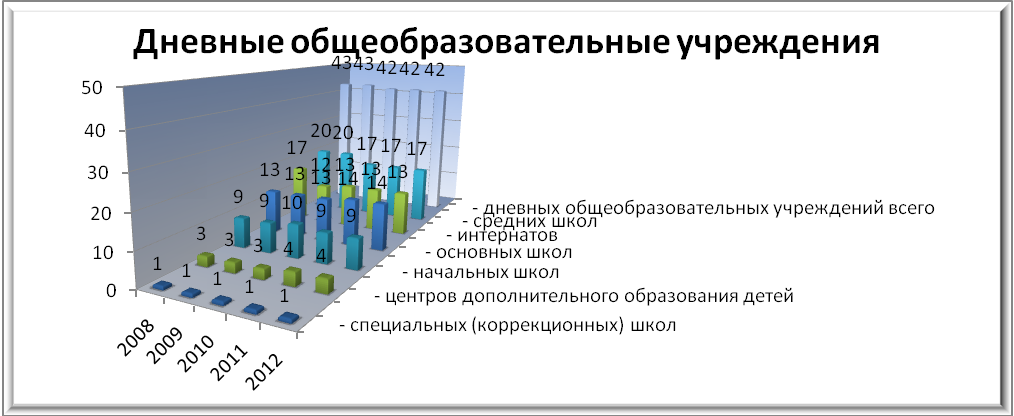 Дневные общеобразовательные учреждения
43 43 42 42 42
20 20 17 17 17
17 12 13 13 13
13 13 13 14 14
9 9 10 9 9
3 3 3 4 4
1 1 1 1 1
50
40
30
20
10
0
2008
2009
2010
2011
2012
- дневных общеобразовательных учреждений всего
- средних школ
- интернатов
- основных школ
- начальных школ
- центров дополнительного образования детей
- специальных (коррекционных) школ